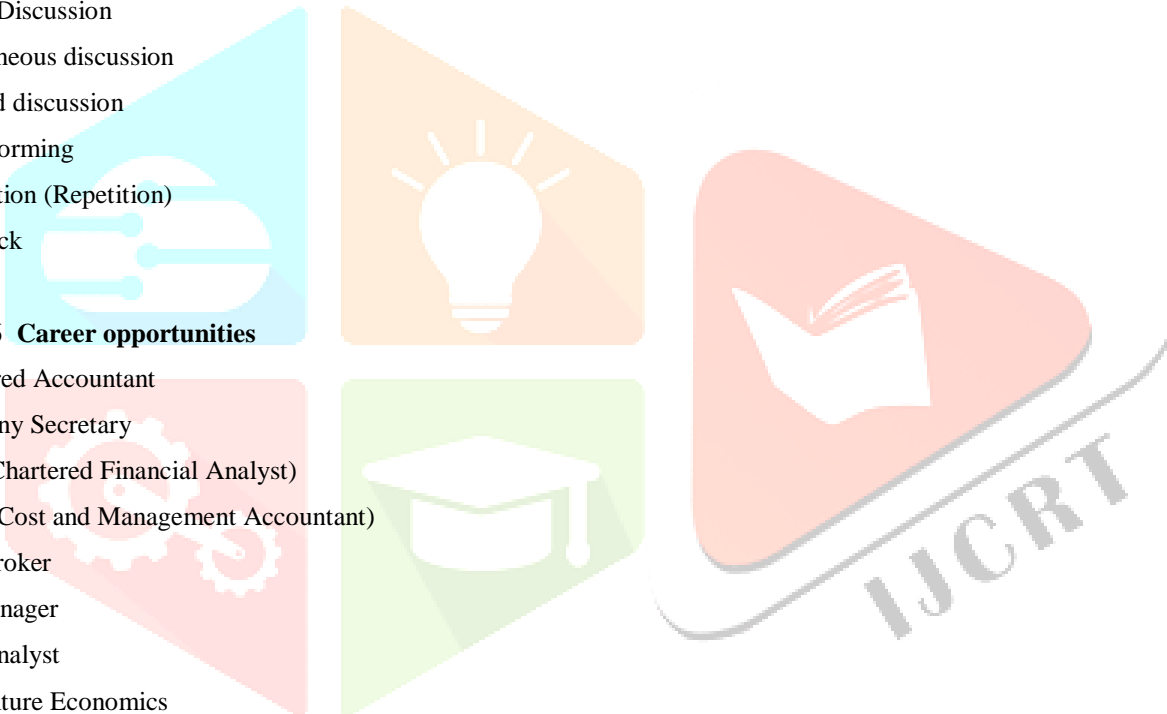 Discussion
neous discussion
d discussion
orming
tion (Repetition)
ck
Career opportunities
red Accountant
ny Secretary
Chartered Financial Analyst)
Cost and Management Accountant)
roker
nager
nalyst
ture Economics
IJCRT